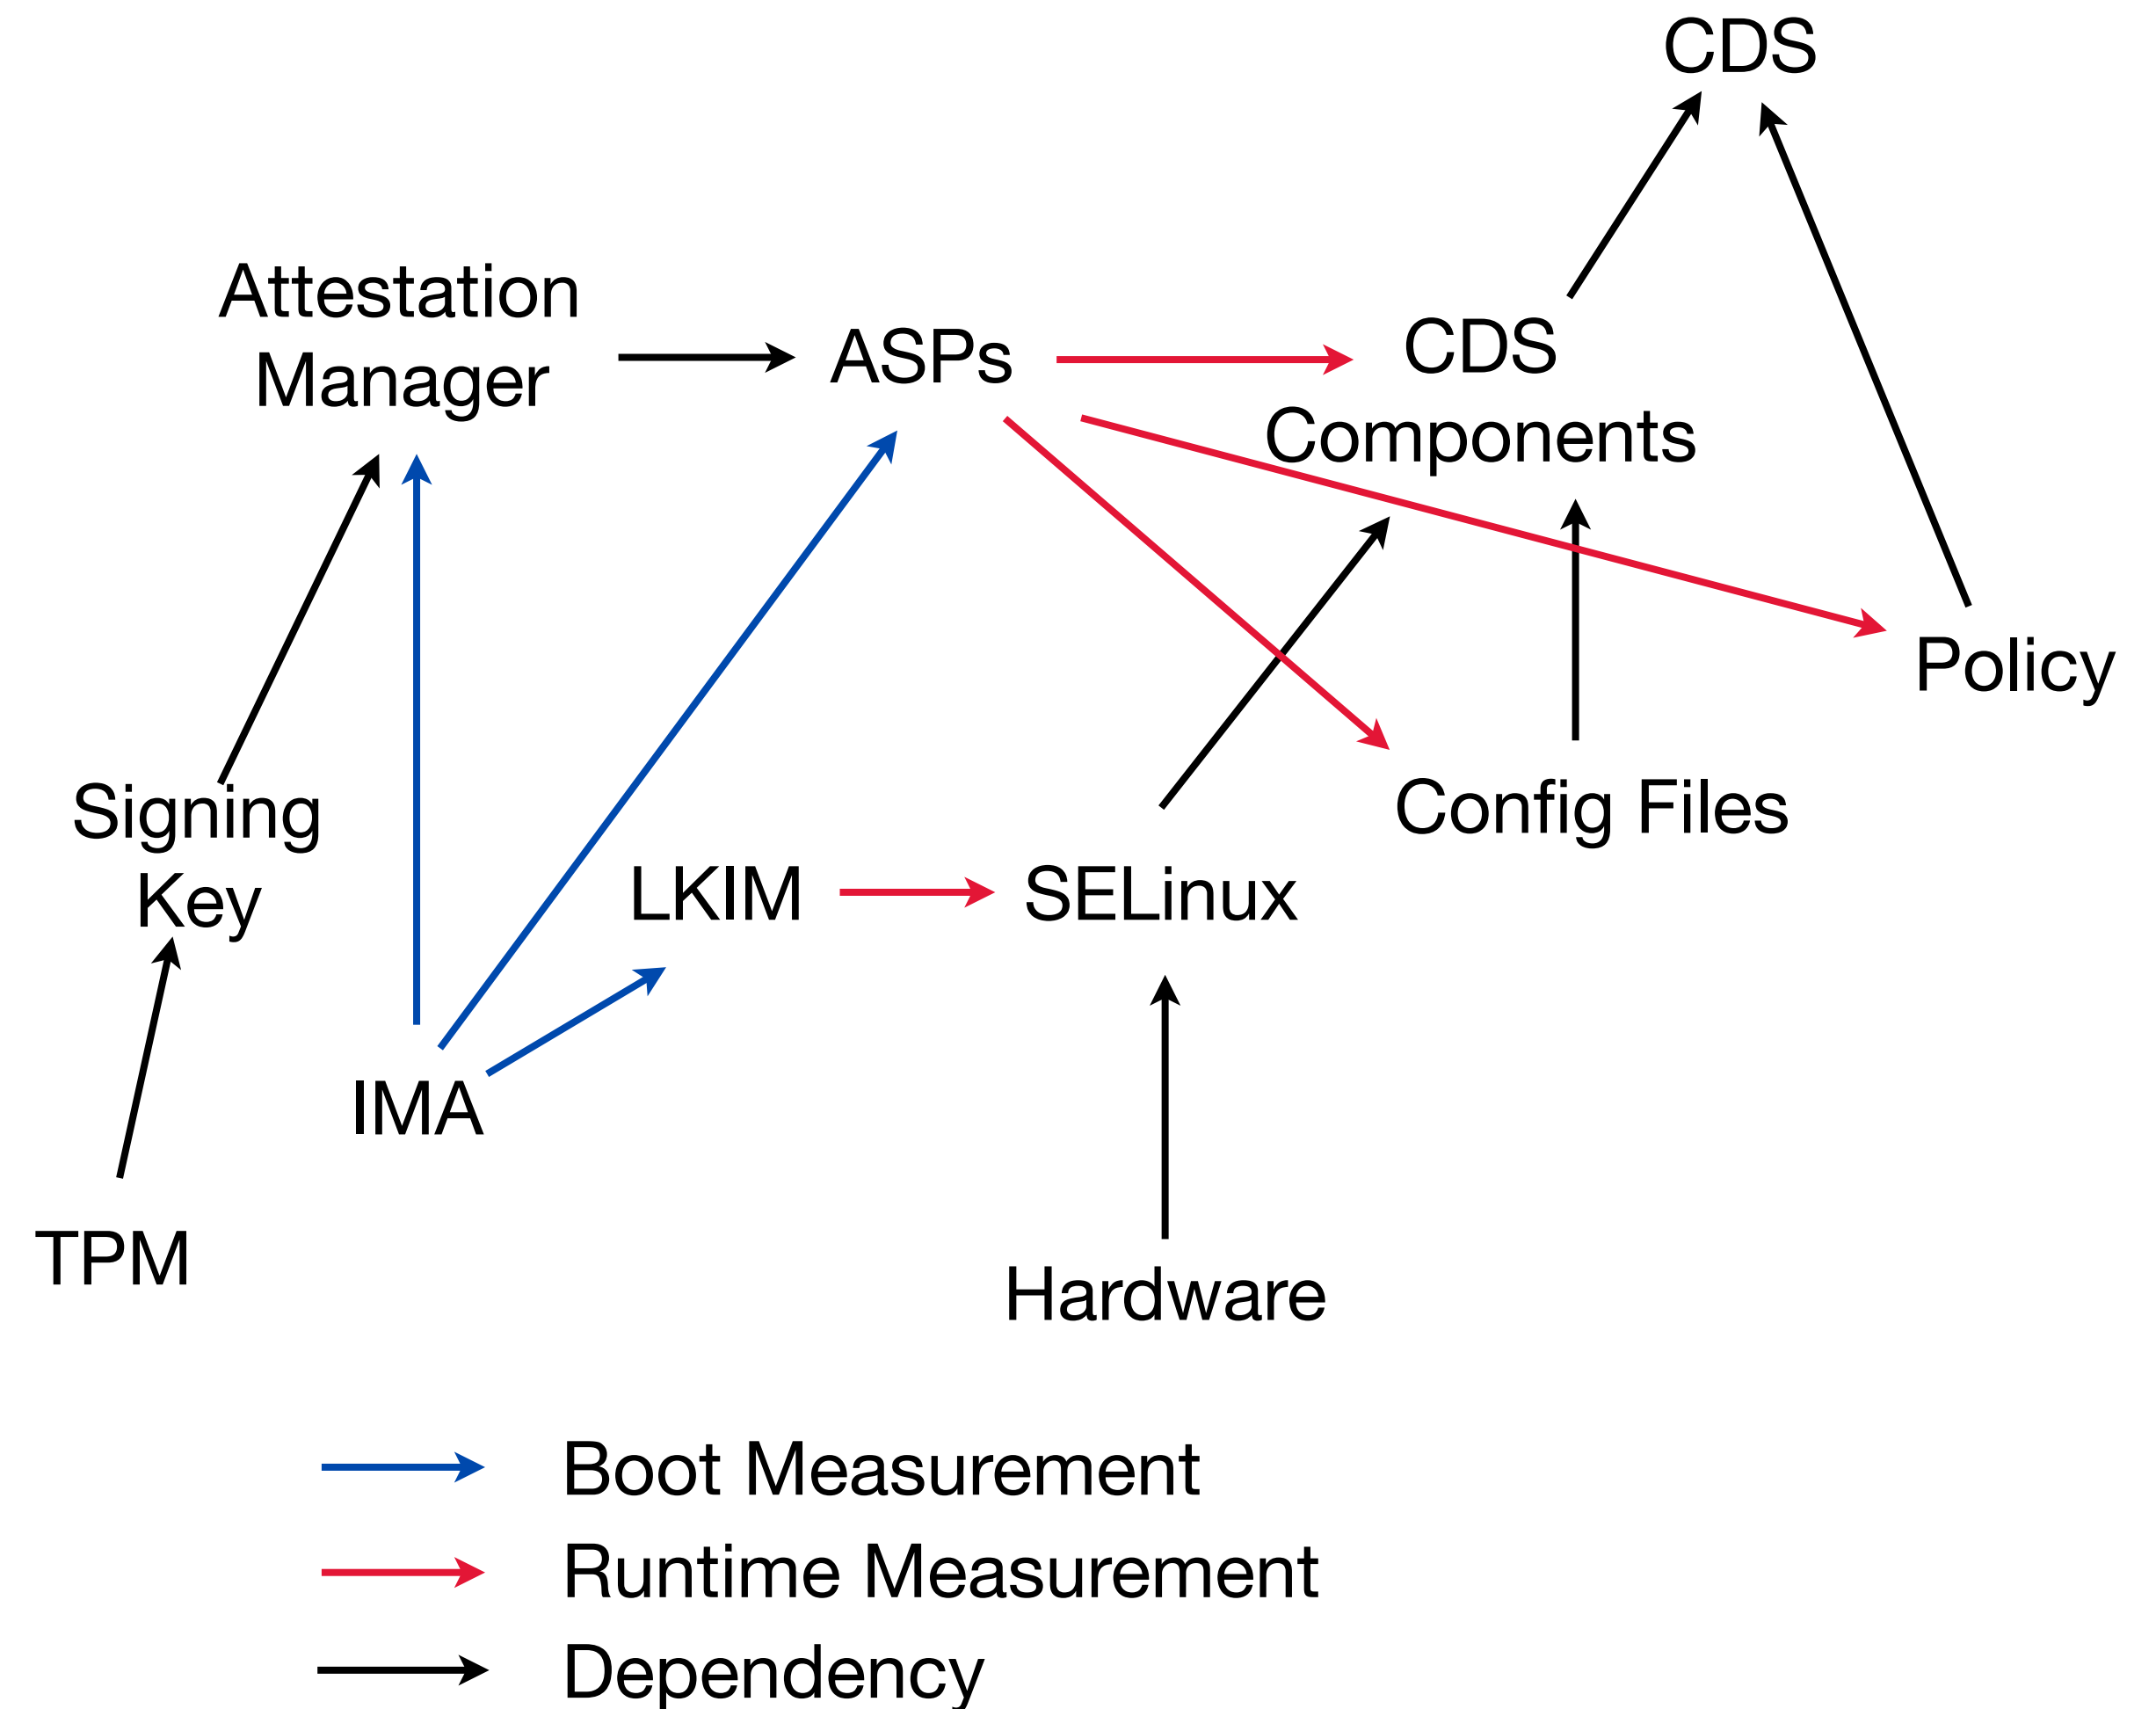 CDS
Attestation
Manager
ASPs
CDS
Components
Policy
Signing
Key
LKIM
SELinux
Config Files
IMA
TPM
Hardware
Boot Measurement
Runtime Measurement
Dependency